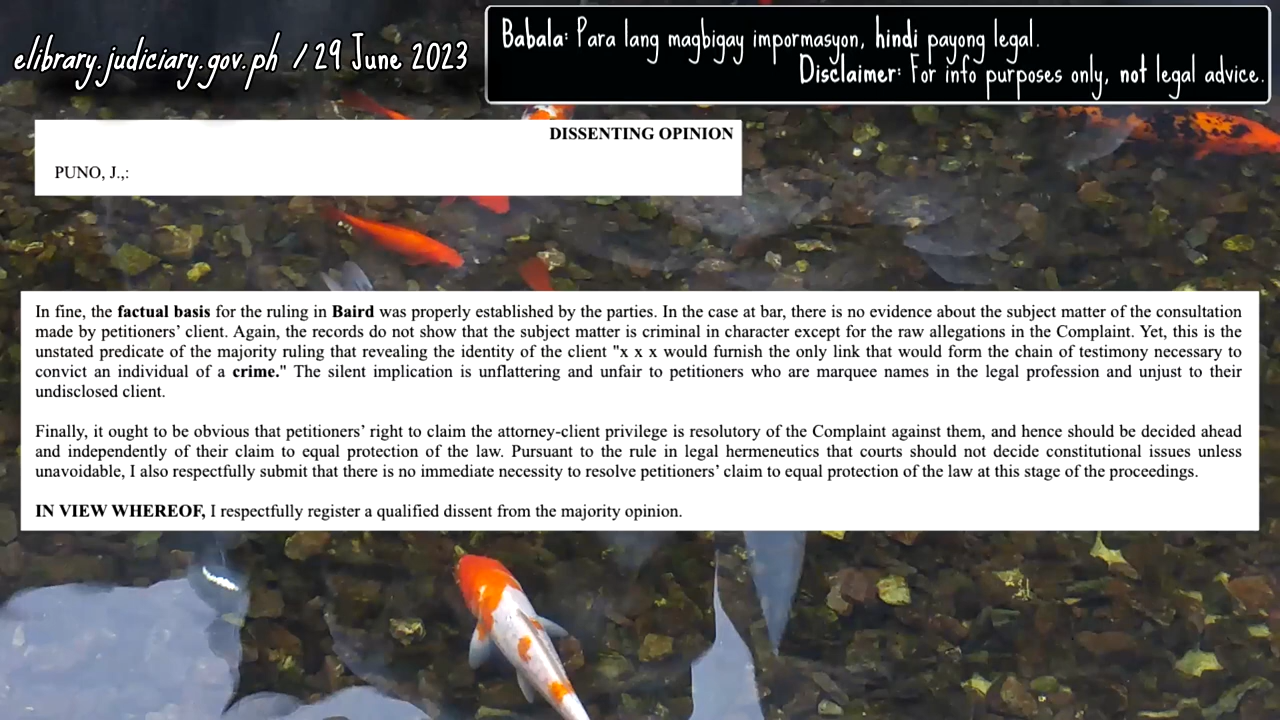 elibrary.judiciary.gov.ph / 29 June 2023
Babala: Para lang magbigay impormasyon, hindi payong legal.
Disclaimer: For info purposes only, not legal advice.
DISSENTING OPINION
PUNO, J.,:
In fine, the factual basis for the ruling in Baird was properly established by the parties. In the case at bar, there is no evidence about the subject matter of the consultation
made by petitioners’ client. Again, the records do not show that the subject matter is criminal in character except for the raw allegations in the Complaint. Yet, this is the
unstated predicate of the majority ruling that revealing the identity of the client "x x x would furnish the only link that would form the chain of testimony necessary to
convict an individual of a crime." The silent implication is unflattering and unfair to petitioners who are marquee names in the legal profession and unjust to their
undisclosed client.
Finally, it ought to be obvious that petitioners’ right to claim the attorney-client privilege is resolutory of the Complaint against them, and hence should be decided ahead
and independently of their claim to equal protection of the law. Pursuant to the rule in legal hermeneutics that courts should not decide constitutional issues unless
unavoidable, I also respectfully submit that there is no immediate necessity to resolve petitioners’ claim to equal protection of the law at this stage of the proceedings.
IN VIEW WHEREOF, I respectfully register a qualified dissent from the majority opinion.